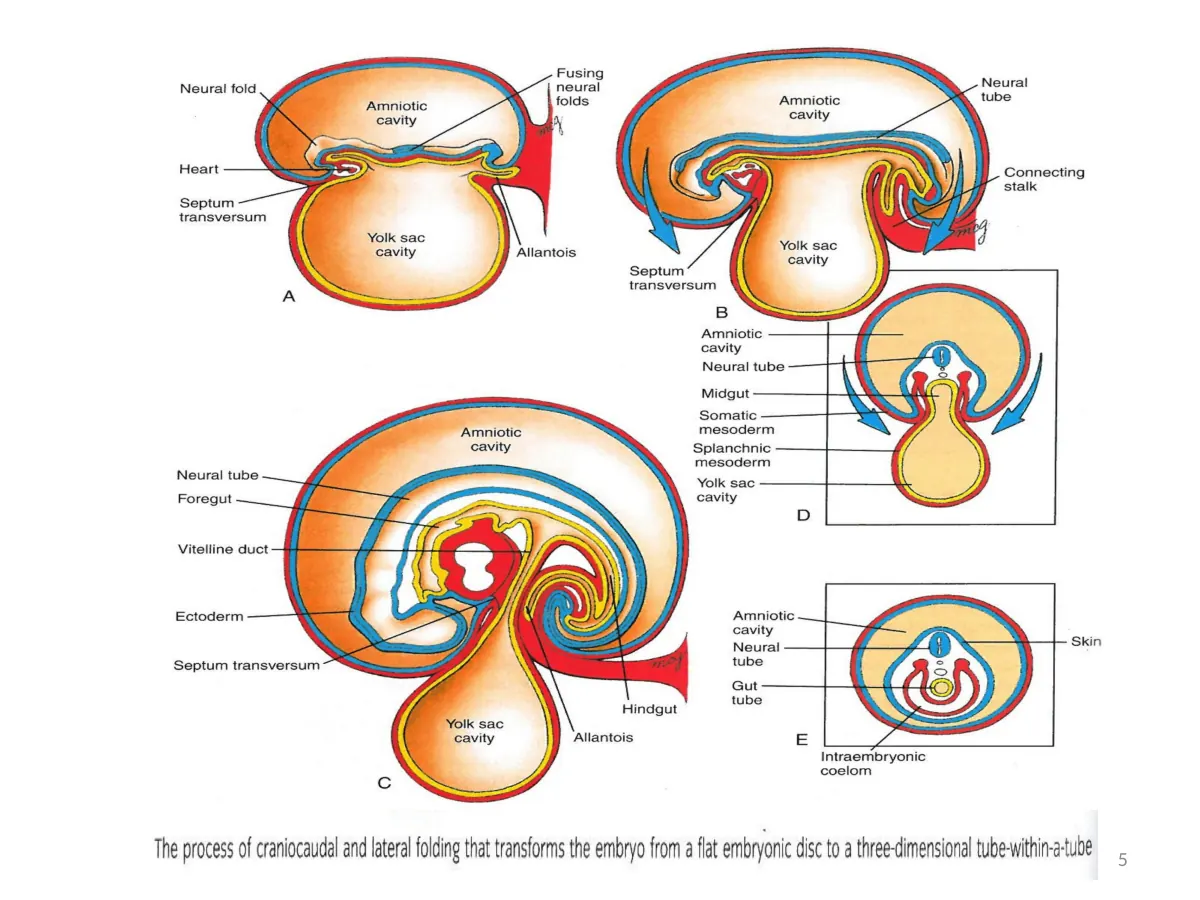 Neural fold
Amniotic
cavity
Fusing
neural
folds
Heart
Septum
transversum
Yolk sac
cavity
Allantois
A
Amniotic
cavity
Neural
tube
Connecting
stalk
Yolk sac
cavity
Septum
transversum
B
Amniotic
cavity
Neural tube
Midgut
Somatic
mesoderm
Splanchnic
mesoderm
Yolk sac
cavity
D
Amniotic
cavity
Neural tube
Foregut
Vitelline duct
Ectoderm
Septum transversum
Yolk sac
cavity
Hindgut
Allantois
C
Amniotic
cavity
Neural
tube
Skin
Gut
tube
E
Intraembryonic
coelom
The process of craniocaudal and lateral folding that transforms the embryo from a flat embryonic disc to a three-dimensional tube-within-a-tube
5